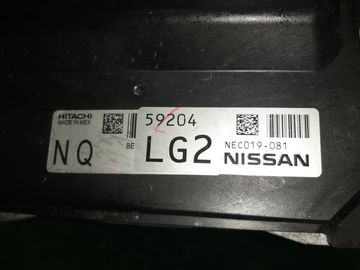 HITACHI
MADE IN MEX
59204
NEC019-081
NQ
BE
LG2
NISSAN